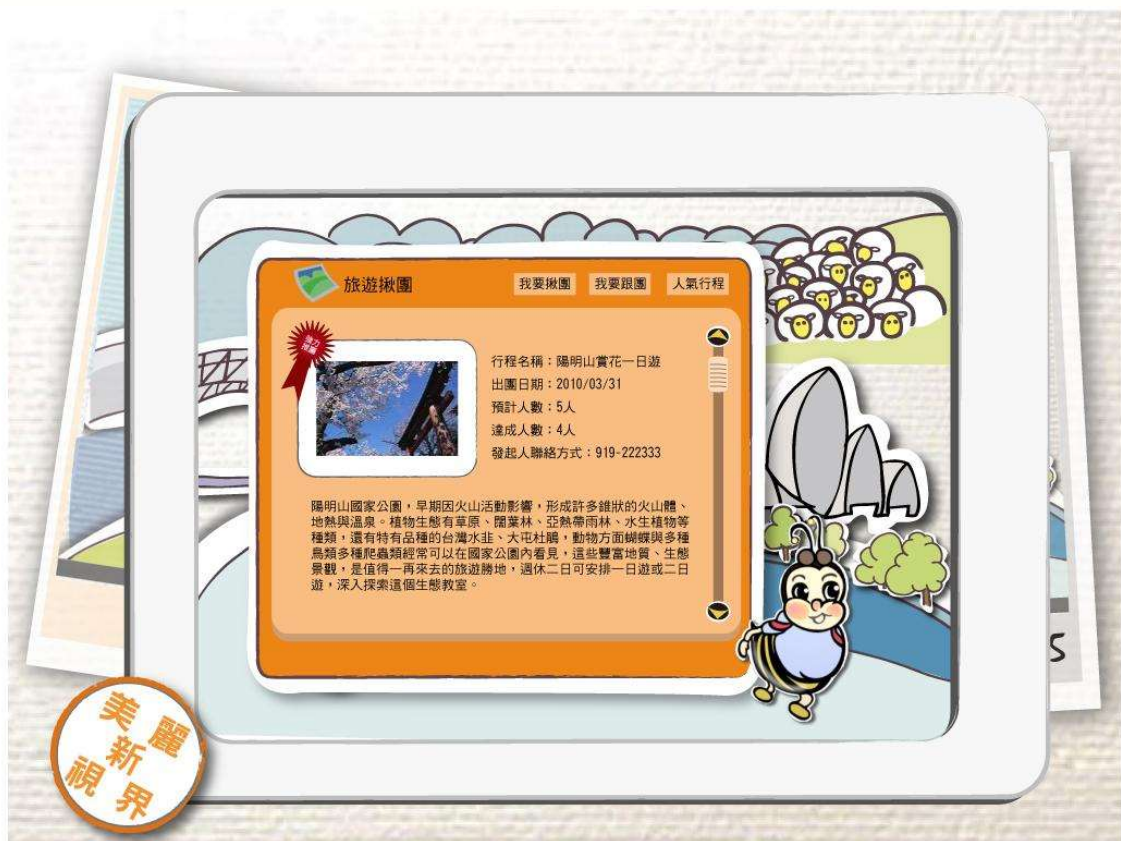 旅遊揪團
我要揪團 我要跟團 人氣行程
強力
推薦
行程名稱：陽明山賞花一日遊
出團日期：2010/03/31
預計人數：5人
達成人數：4人
發起人聯絡方式：919-222333
陽明山國家公園，早期因火山活動影響，形成許多錐狀的火山體、
地熱與溫泉。植物生態有草原、闊葉林、亞熱帶雨林、水生植物等
種類，還有特有品種的台灣水韭、大屯杜鵑，動物方面蝴蝶與多種
鳥類多種爬蟲類經常可以在國家公園內看見，這些豐富地質、生態
景觀，是值得一再來去的旅遊勝地，週休二日可安排一日遊或二日
遊，深入探索這個生態教室。
S
美麗
新
視界